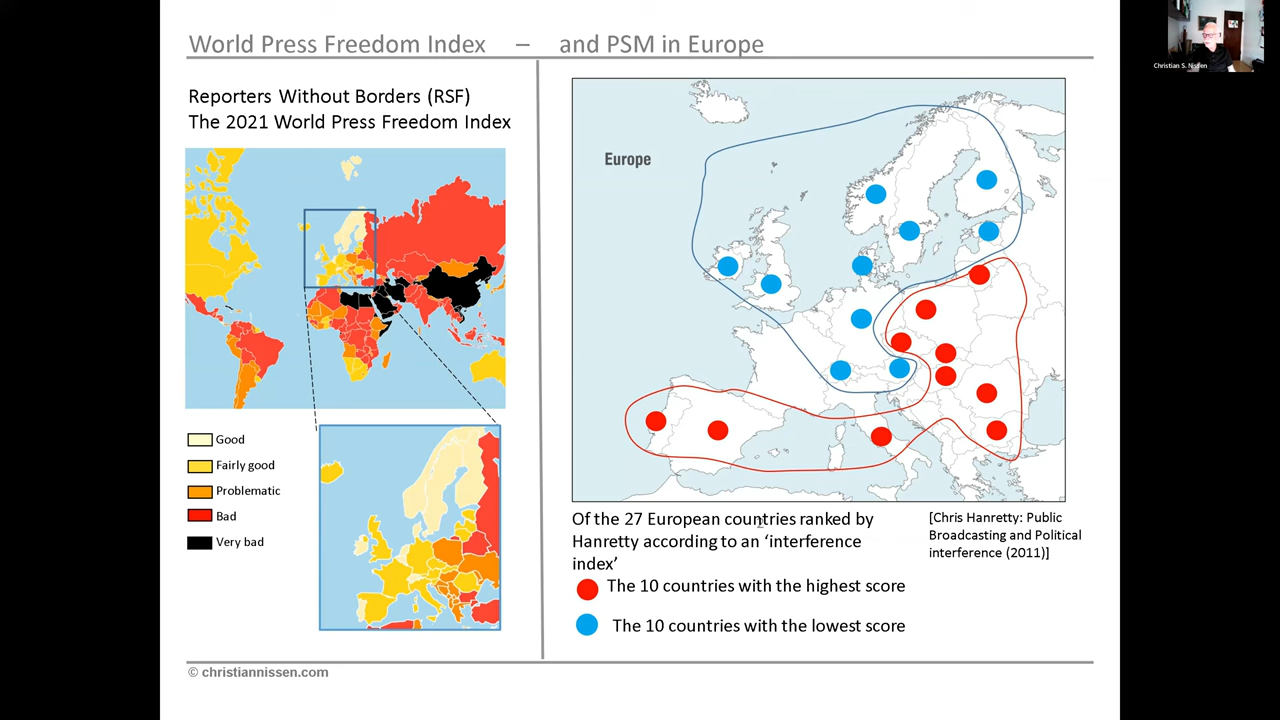 World Press Freedom Index – and PSM in Europe
Christian S. Nissen
Reporters Without Borders (RSF)
The 2021 World Press Freedom Index
Good
Fairly good
Problematic
Bad
Very bad
Europe
Of the 27 European countries ranked by
Hanretty according to an ‘interference
index’
The 10 countries with the highest score
The 10 countries with the lowest score
[Chris Hanretty: Public
Broadcasting and Political
interference (2011)]
© christiannissen.com